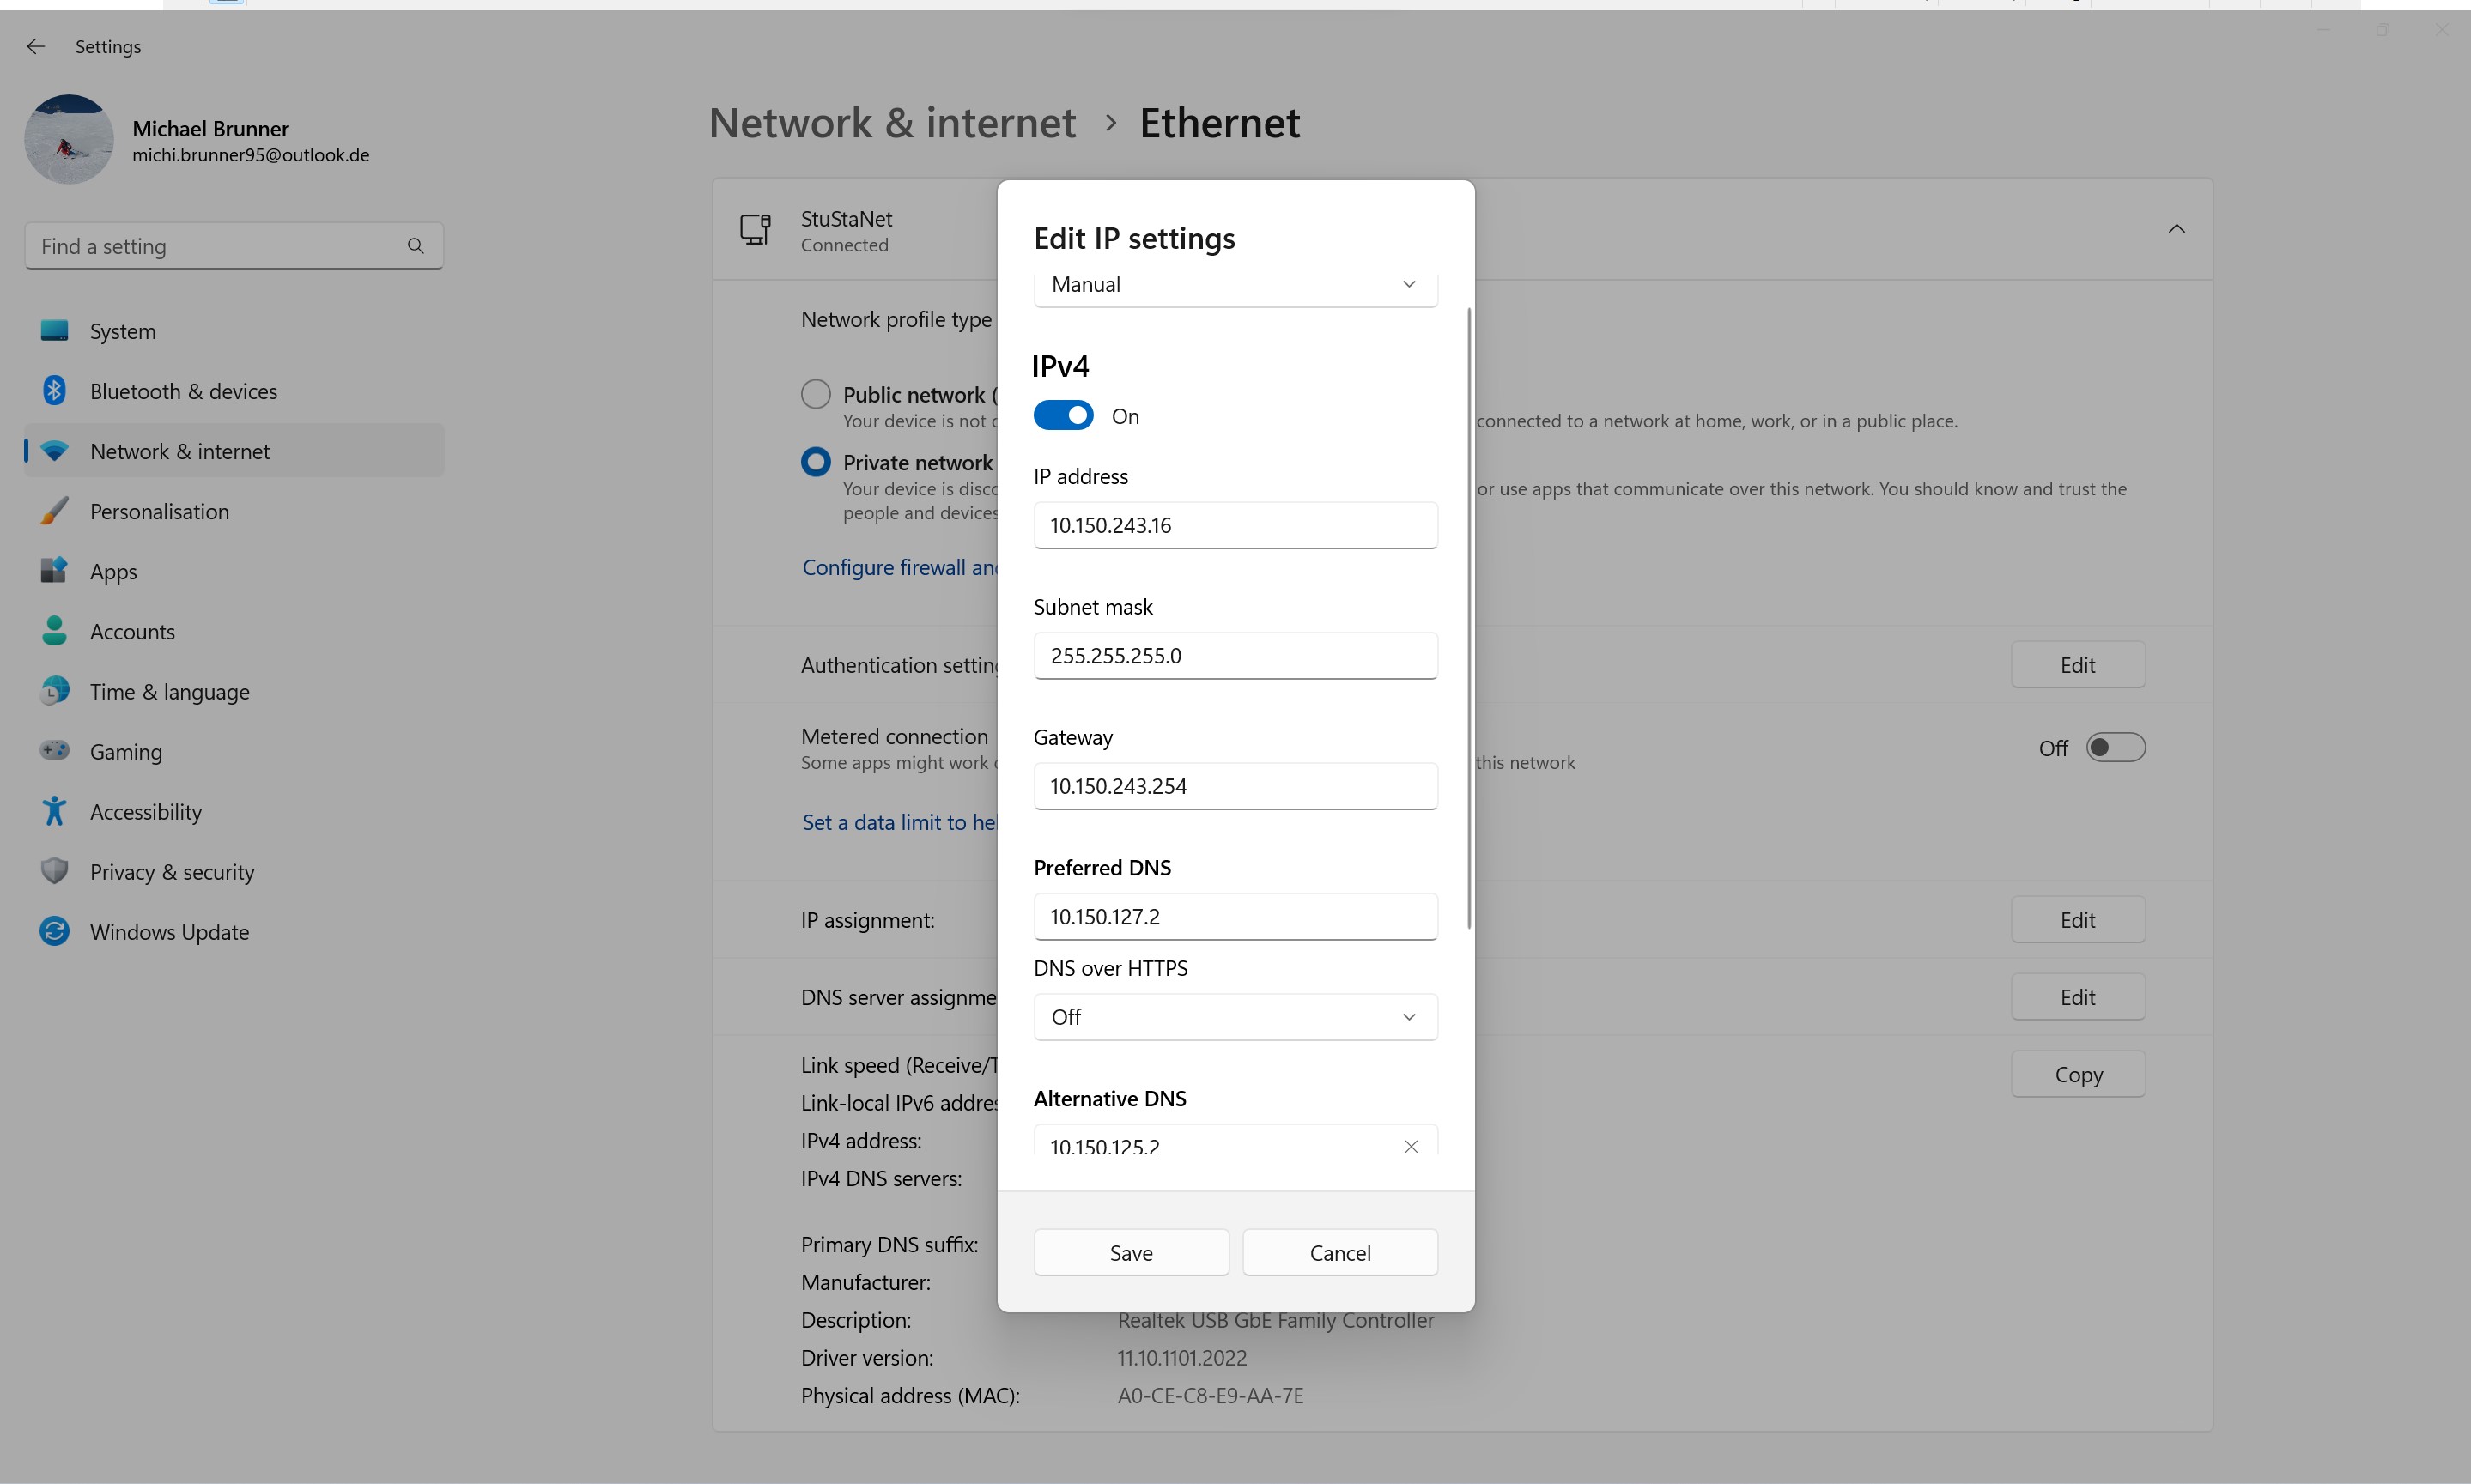 Settings
Michael Brunner
michi.brunner95@outlook.de
Find a setting
System
Bluetooth & devices
Network & internet
Personalisation
Apps
Accounts
Time & language
Gaming
Accessibility
Privacy & security
Windows Update
Network & internet > Ethernet
StuStaNet
Connected
Network profile type
Public network (
Your device is not connected to a network at home, work, or in a public place.
Private network
Your device is disc or use apps that communicate over this network. You should know and trust the
people and devices
Configure firewall an
Authentication settin
Edit
Metered connection
Some apps might work this network
Off
Set a data limit to hel
IP assignment:
Edit
DNS server assignme
Edit
Link speed (Receive/T
Copy
Link-local IPv6 addres
IPv4 address:
IPv4 DNS servers:
Primary DNS suffix:
Manufacturer:
Description: Realtek USB GbE Family Controller
Driver version: 11.10.1101.2022
Physical address (MAC): A0-CE-C8-E9-AA-7E
Edit IP settings
Manual
IPv4
On
IP address
10.150.243.16
Subnet mask
255.255.255.0
Gateway
10.150.243.254
Preferred DNS
10.150.127.2
DNS over HTTPS
Off
Alternative DNS
10.150.125.2
Save
Cancel